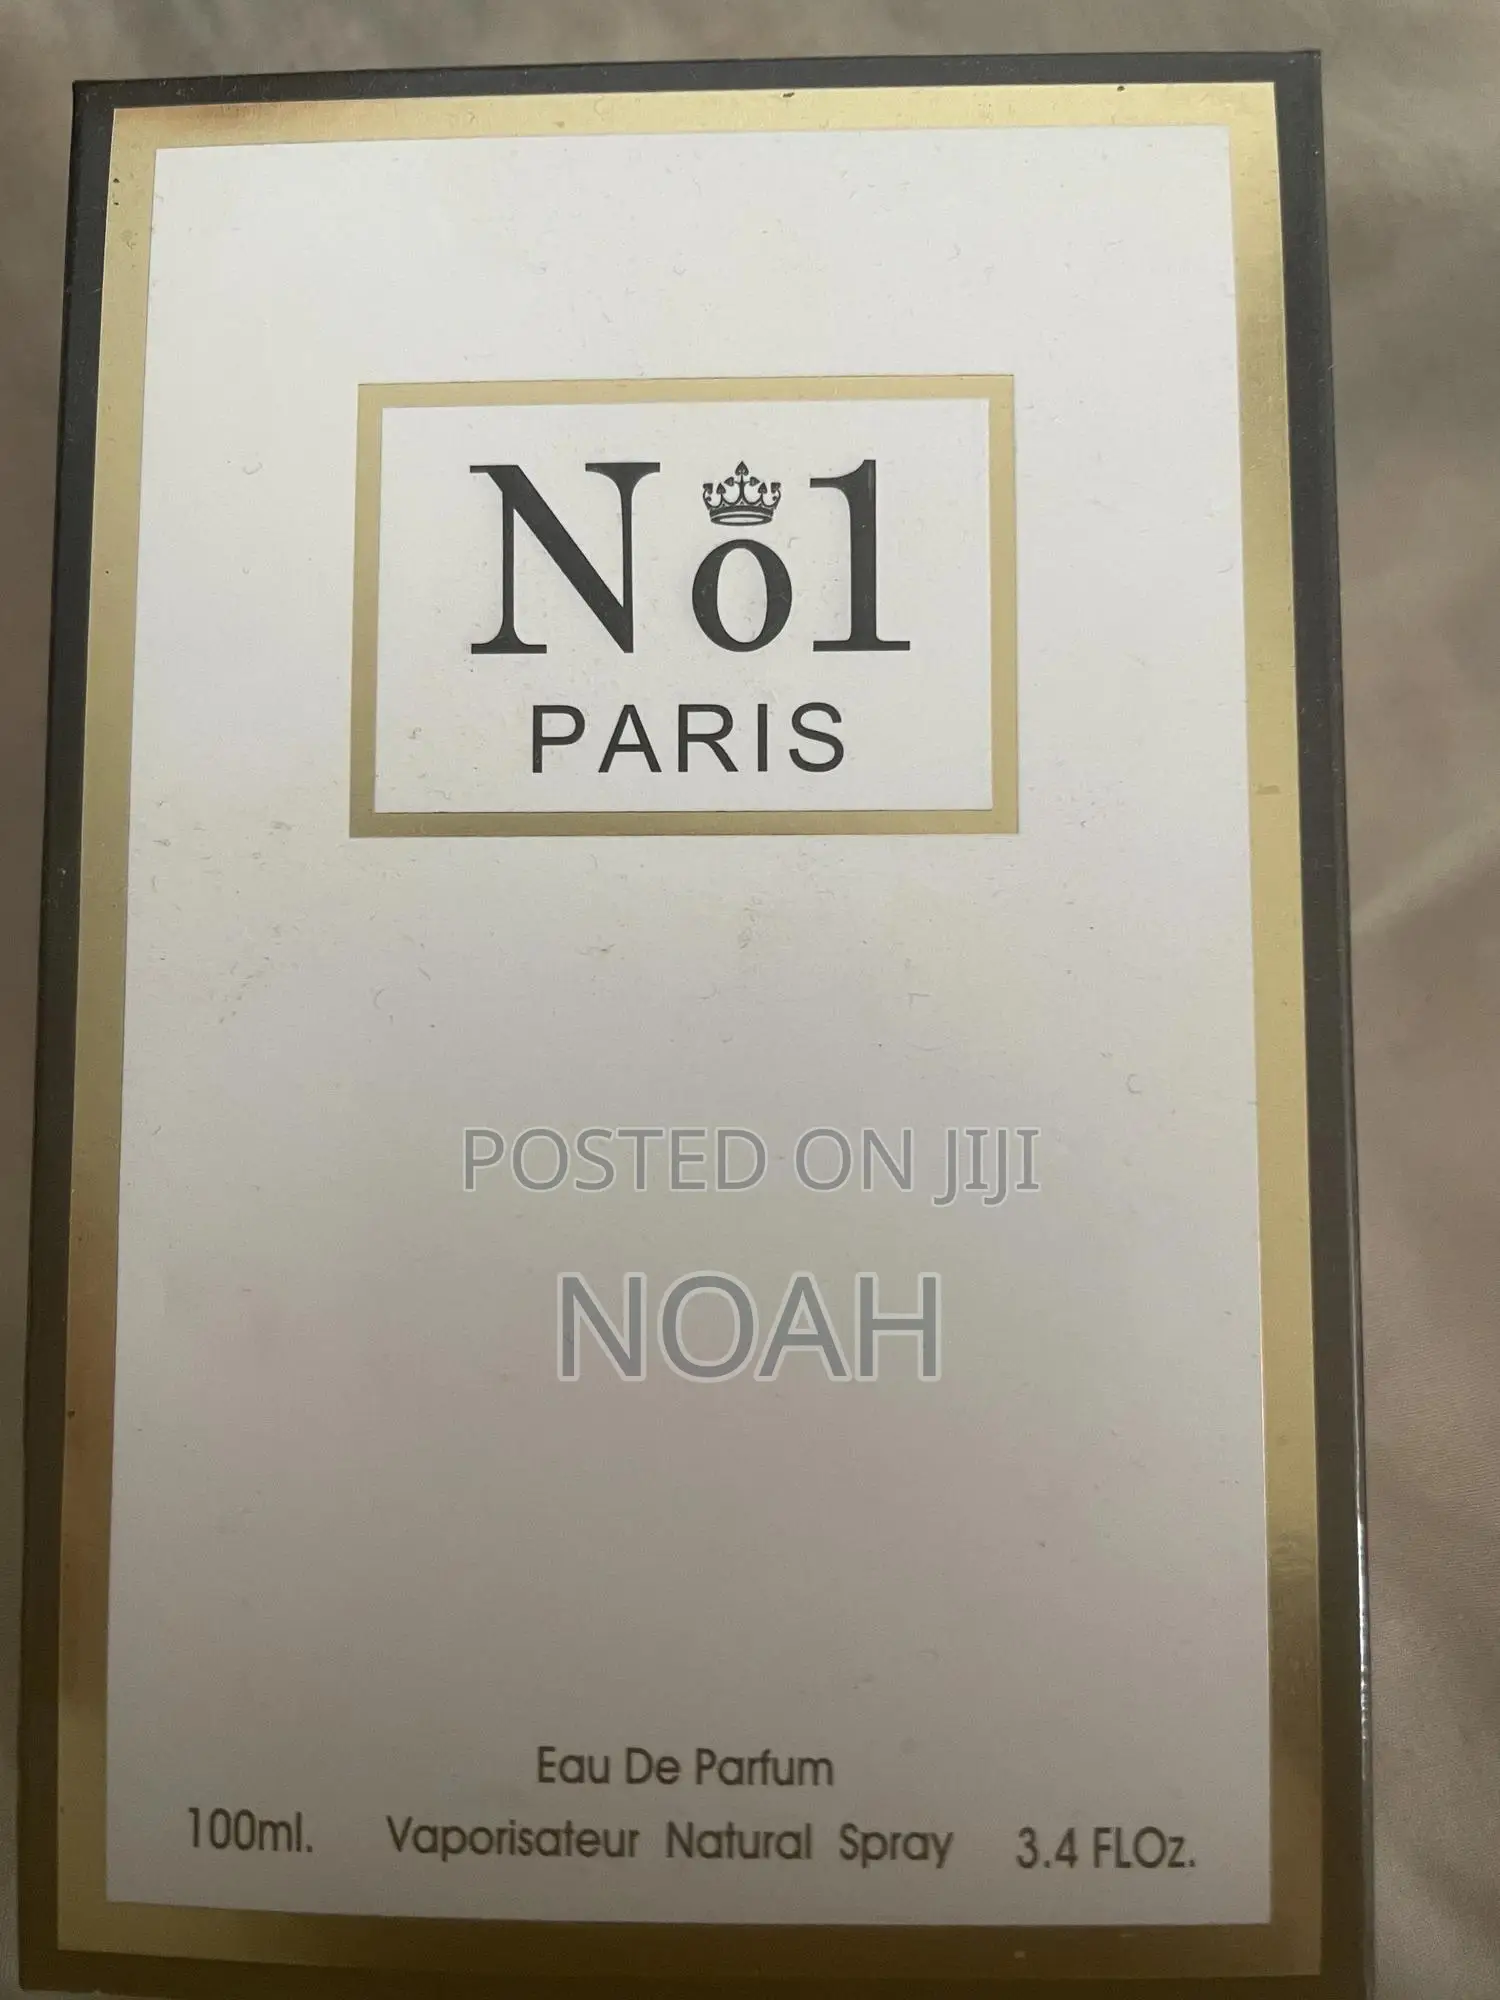 No1
PARIS
POSTED ON JIJI
NOAH
Eau De Parfum
100ml. Vaporisateur Natural Spray 3.4 FLOz.